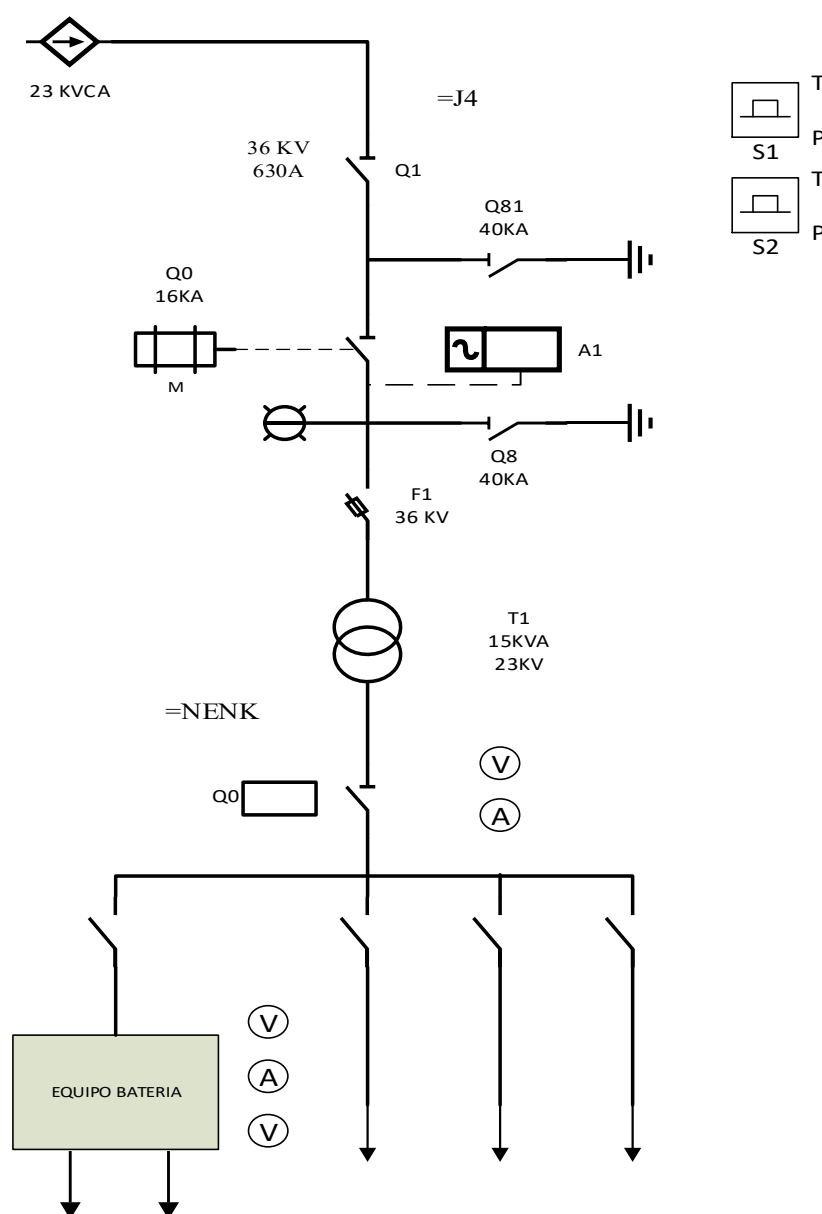 23 KVCA
=J4
36 KV
630A
Q1
T
P
S1
T
P
S2
Q81
40KA
Q0
16KA
M
A1
Q8
40KA
F1
36 KV
T1
15KVA
23KV
=NENK
V
Q0
A
V
EQUIPO BATERIA
A
V